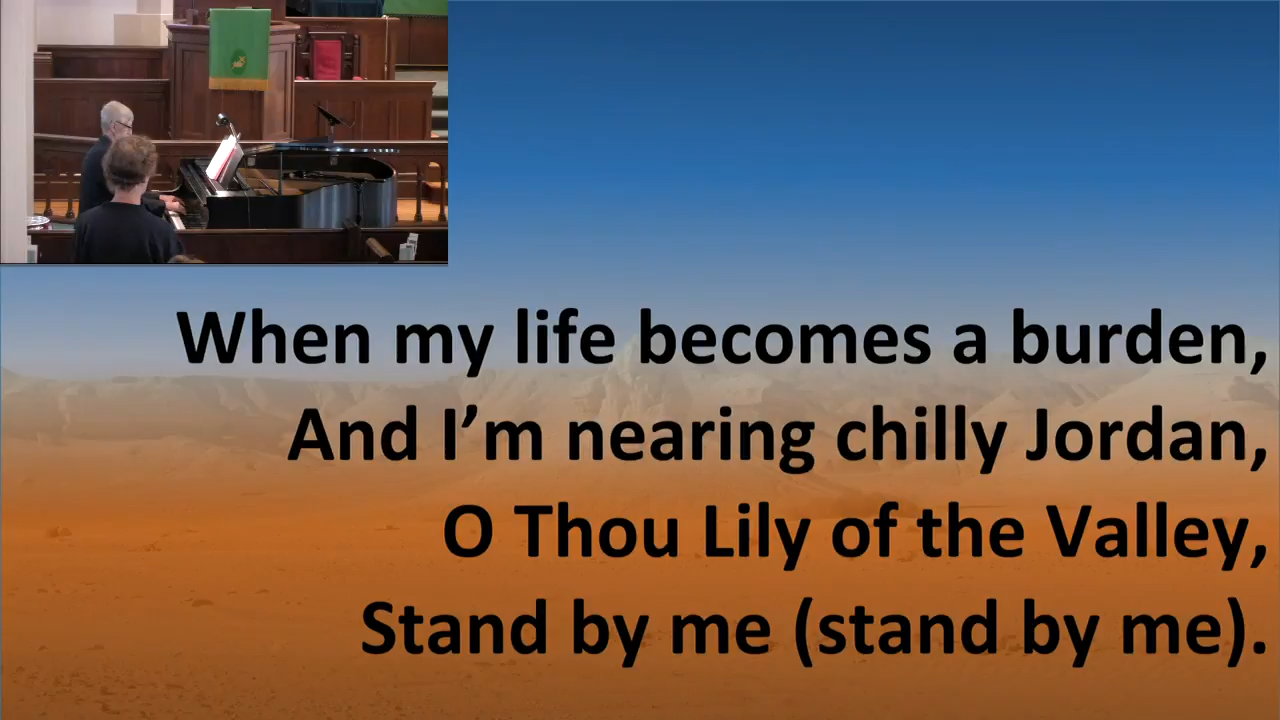 When my life becomes a burden,
And I’m nearing chilly Jordan,
O Thou Lily of the Valley,
Stand by me (stand by me).